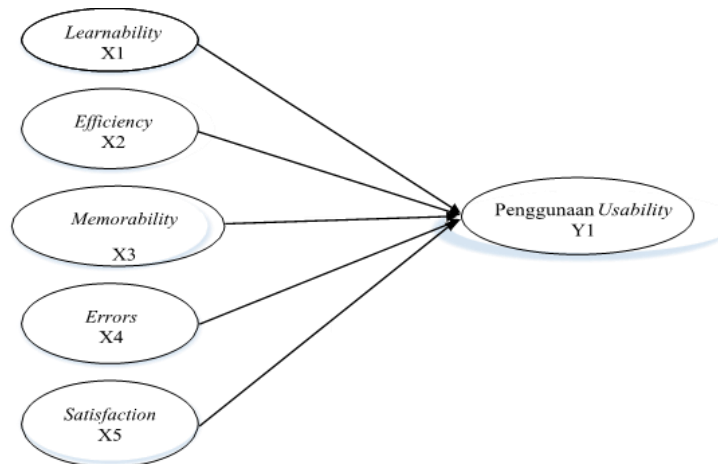 Learnability
X1
Efficiency
X2
Memorability
X3
Penggunaan Usability
Y1
Errors
X4
Satisfaction
X5